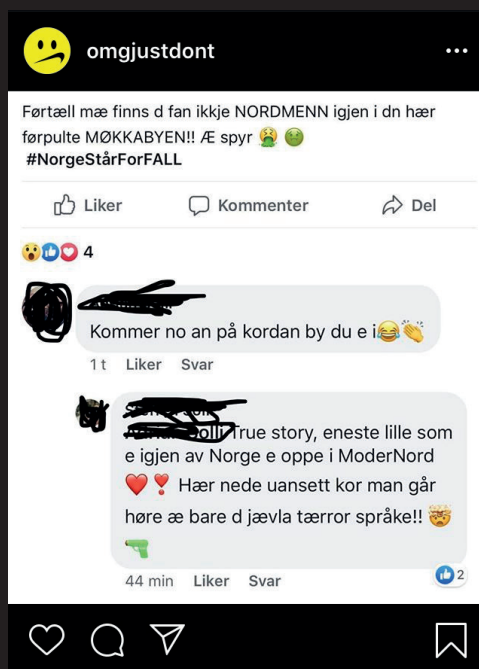 omgjustdont
Førtæll mæ finns d fan ikkje NORDMENN igjen i dn hær
førpulte MØKKABYEN!! Æ spyr 🤮 🤢
#NorgeStårForFALL
Liker Kommenter Del
4
Kommer no an på kordan by du e i😂👏
1 t Liker Svar
True story, eneste lille som
e igjen av Norge e oppe i ModerNord
❤️❣️ Hær nede uansett kor man går
høre æ bare d jævla tærror språke!! 🤯
🔫
44 min Liker Svar
2